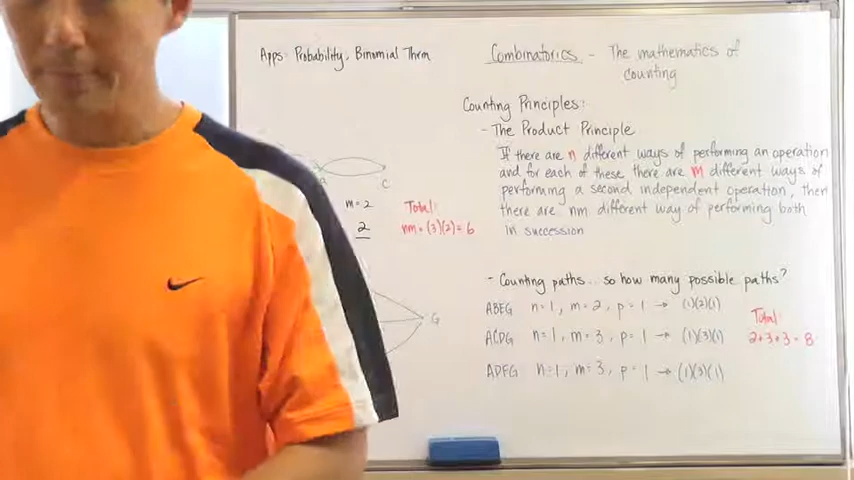 Apps: Probability, Binomial Thrm
Combinatorics - The mathematics of
counting
Counting Principles:
- The Product Principle
If there are n different ways of performing an operation
and for each of these there are m different ways of
performing a second independent operation, then
there are nm different way of performing both
in succession
C
m = 2
2
Total:
nm = (3)(2) = 6
- Counting paths... so how many possible paths?
G
ABEG n=1, m=2, p=1 → (1)(2)(1)
ACDG n=1, m=3, p=1 → (1)(3)(1)
ADFG n=1, m=3, p=1 → (1)(3)(1)
Total:
2+3+3=8